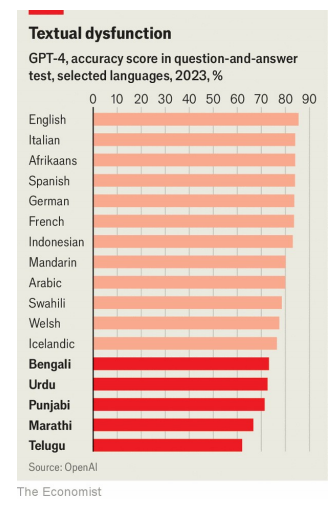 Textual dysfunction
GPT-4, accuracy score in question-and-answer
test, selected languages, 2023, %
0 10 20 30 40 50 60 70 80 90
English
Italian
Afrikaans
Spanish
German
French
Indonesian
Mandarin
Arabic
Swahili
Welsh
Icelandic
Bengali
Urdu
Punjabi
Marathi
Telugu
Source: OpenAI
The Economist